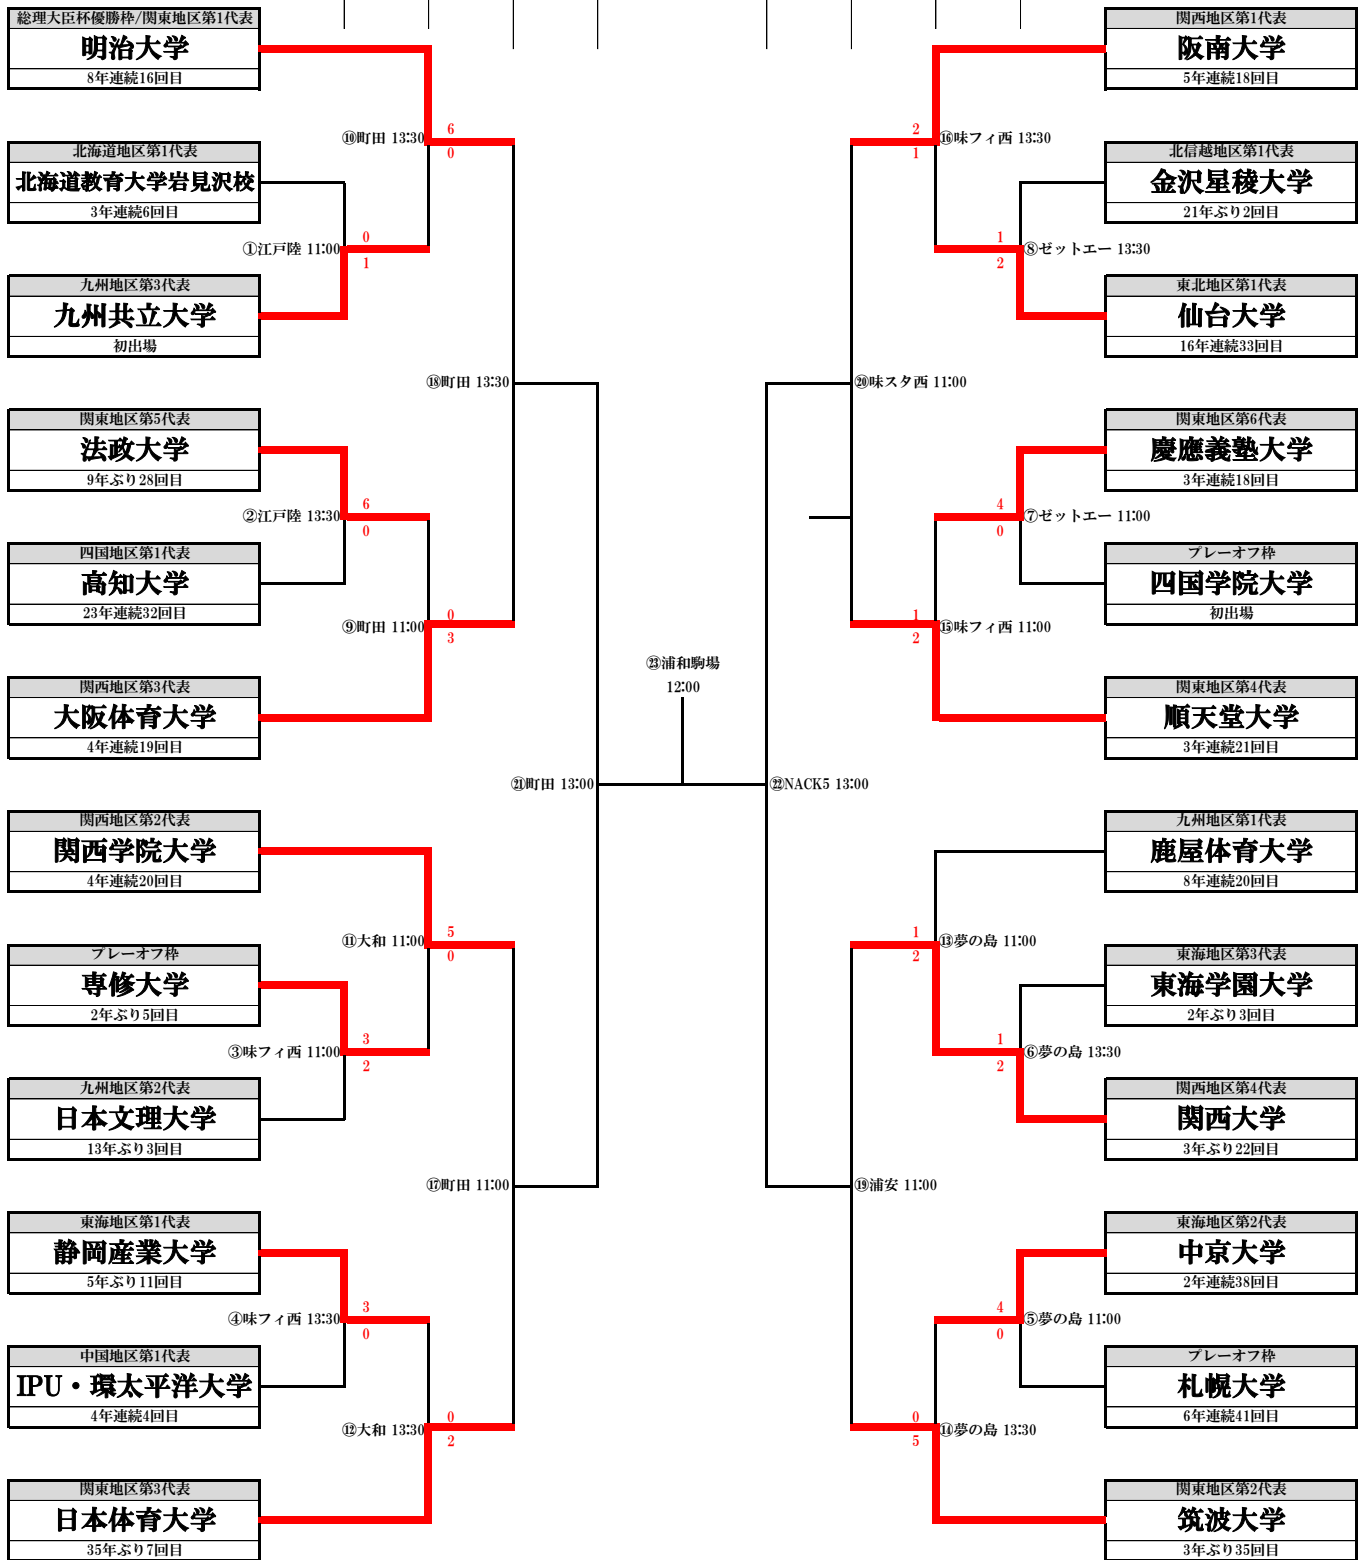 総理大臣杯優勝枠/関東地区第1代表
明治大学
8年連続16回目
北海道地区第1代表
北海道教育大学岩見沢校
3年連続6回目
九州地区第3代表
九州共立大学
初出場
関東地区第5代表
法政大学
9年ぶり28回目
四国地区第1代表
高知大学
23年連続32回目
関西地区第3代表
大阪体育大学
4年連続19回目
関西地区第2代表
関西学院大学
4年連続20回目
プレーオフ枠
専修大学
2年ぶり5回目
九州地区第2代表
日本文理大学
13年ぶり3回目
東海地区第1代表
静岡産業大学
5年ぶり11回目
中国地区第1代表
IPU・環太平洋大学
4年連続4回目
関東地区第3代表
日本体育大学
35年ぶり7回目
⑩町田 13:30
6
0
①江戸陸 11:00
0
1
⑱町田 13:30
②江戸陸 13:30
6
0
⑨町田 11:00
0
3
㉑町田 13:00
⑪大和 11:00
5
0
③味フィ西 11:00
3
2
⑰町田 11:00
④味フィ西 13:30
3
0
⑫大和 13:30
0
2
㉓浦和駒場
12:00
2
1
⑯味フィ西 13:30
1
2
⑧ゼットエー 13:30
⑳味スタ西 11:00
4
0
⑦ゼットエー 11:00
1
2
⑮味フィ西 11:00
㉒NACK5 13:00
1
2
⑬夢の島 11:00
1
2
⑥夢の島 13:30
⑲浦安 11:00
4
0
⑤夢の島 11:00
0
5
⑭夢の島 13:30
関西地区第1代表
阪南大学
5年連続18回目
北信越地区第1代表
金沢星稜大学
21年ぶり2回目
東北地区第1代表
仙台大学
16年連続33回目
関東地区第6代表
慶應義塾大学
3年連続18回目
プレーオフ枠
四国学院大学
初出場
関東地区第4代表
順天堂大学
3年連続21回目
九州地区第1代表
鹿屋体育大学
8年連続20回目
東海地区第3代表
東海学園大学
2年ぶり3回目
関西地区第4代表
関西大学
3年ぶり22回目
東海地区第2代表
中京大学
2年連続38回目
プレーオフ枠
札幌大学
6年連続41回目
関東地区第2代表
筑波大学
3年ぶり35回目